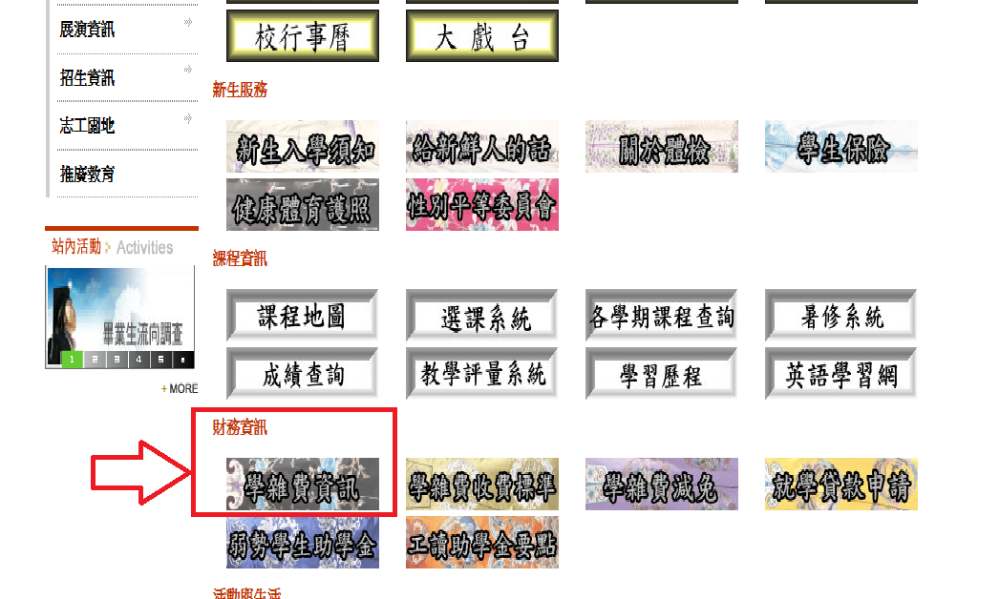 展演資訊
招生資訊
志工園地
推廣教育
站內活動 Activities
畢業生流向調查
1 2 3 4 5 6
+ MORE
校行事曆 大戲台
新生服務
新生入學須知 給新鮮人的話 關於體檢 學生保險
健康體育護照 性別平等委員會
課程資訊
課程地圖 選課系統 各學期課程查詢 暑修系統
成績查詢 教學評量系統 學習歷程 英語學習網
財務資訊
學雜費資訊 學雜費收費標準 學雜費減免 就學貸款申請
弱勢學生助學金 工讀助學金要點
活動與生活